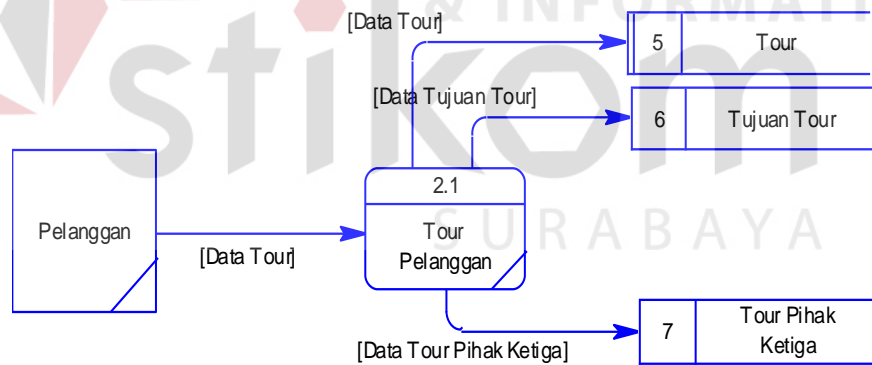 & INFORMATI
stikom
SURABAYA
[Data Tour]
5 Tour
[Data Tujuan Tour]
6 Tujuan Tour
2.1
Pelanggan
Tour
Pelanggan
[Data Tour]
7 Tour Pihak
Ketiga
[Data Tour Pihak Ketiga]